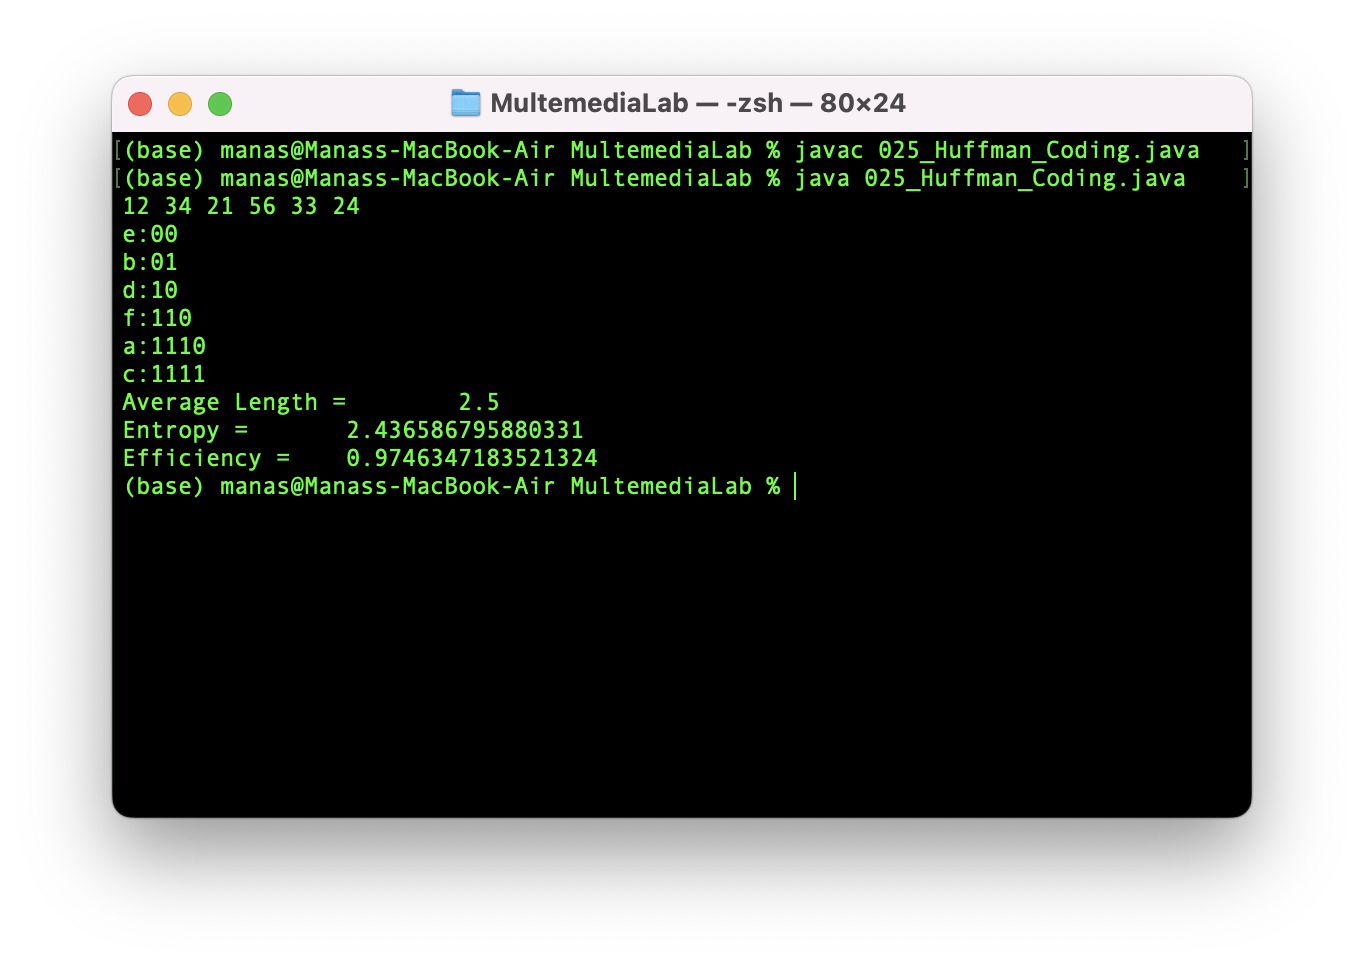 MultemediaLab — -zsh — 80×24
[(base) manas@Manass-MacBook-Air MultemediaLab % javac 025_Huffman_Coding.java ]
[(base) manas@Manass-MacBook-Air MultemediaLab % java 025_Huffman_Coding.java ]
12 34 21 56 33 24
e:00
b:01
d:10
f:110
a:1110
c:1111
Average Length =        2.5
Entropy =       2.436586795880331
Efficiency =    0.9746347183521324
(base) manas@Manass-MacBook-Air MultemediaLab %